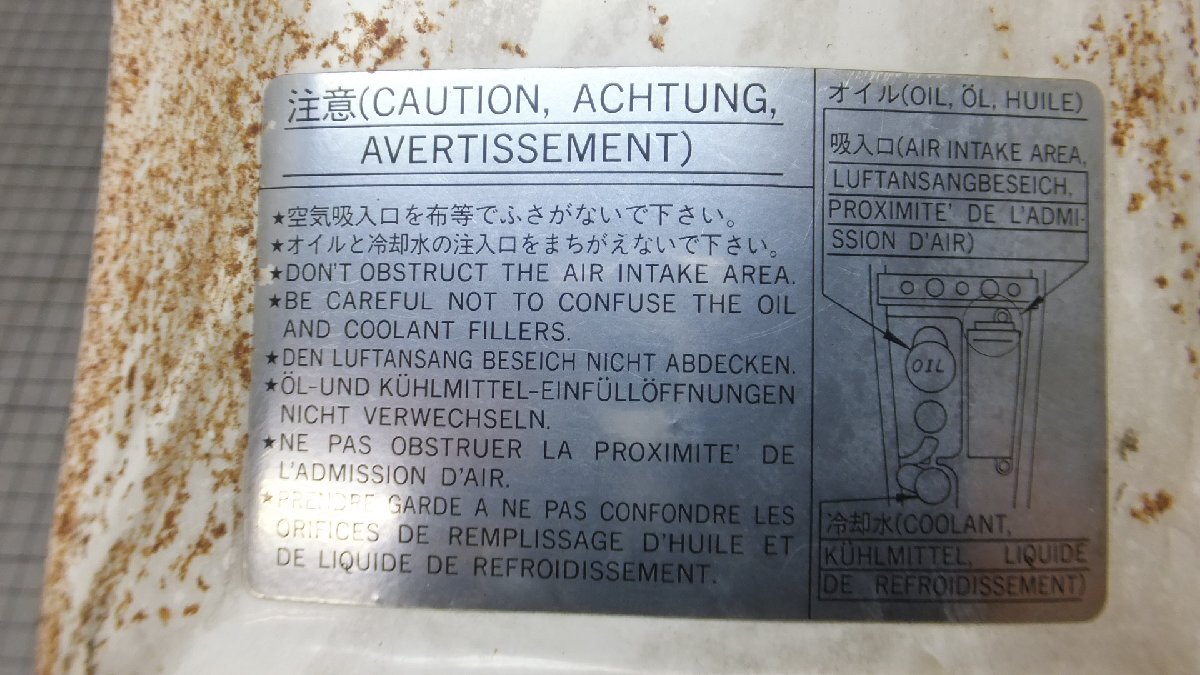 注意(CAUTION, ACHTUNG,
AVERTISSEMENT)
★空気吸入口を布等でふさがないで下さい。
★オイルと冷却水の注入口をまちがえないで下さい。
★DON'T OBSTRUCT THE AIR INTAKE AREA.
★BE CAREFUL NOT TO CONFUSE THE OIL
AND COOLANT FILLERS.
★DEN LUFTANSANG BESEICH NICHT ABDECKEN.
★ÖL-UND KÜHLMITTEL-EINFÜLLÖFFNUNGEN
NICHT VERWECHSELN.
★NE PAS OBSTRUER LA PROXIMITE' DE
L'ADMISSION D'AIR.
★PRENDRE GARDE A NE PAS CONFONDRE LES
ORIFICES DE REMPLISSAGE D'HUILE ET
DE LIQUIDE DE REFROIDISSEMENT.
オイル(OIL, ÖL, HUILE)
吸入口(AIR INTAKE AREA,
LUFTANSANGBESEICH,
PROXIMITE' DE L'ADMI-
SSION D'AIR)
OIL
冷却水(COOLANT,
KÜHLMITTEL, LIQUIDE
DE REFROIDISSEMENT)